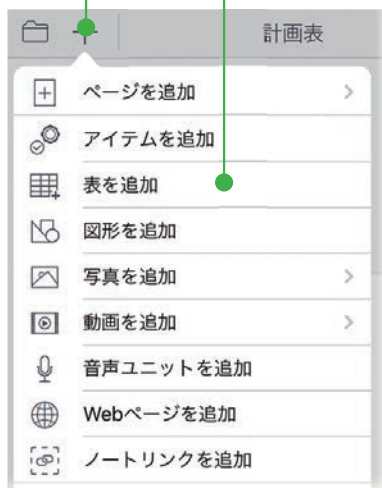 計画表
ページを追加
アイテムを追加
表を追加
図形を追加
写真を追加
動画を追加
音声ユニットを追加
Webページを追加
ノートリンクを追加